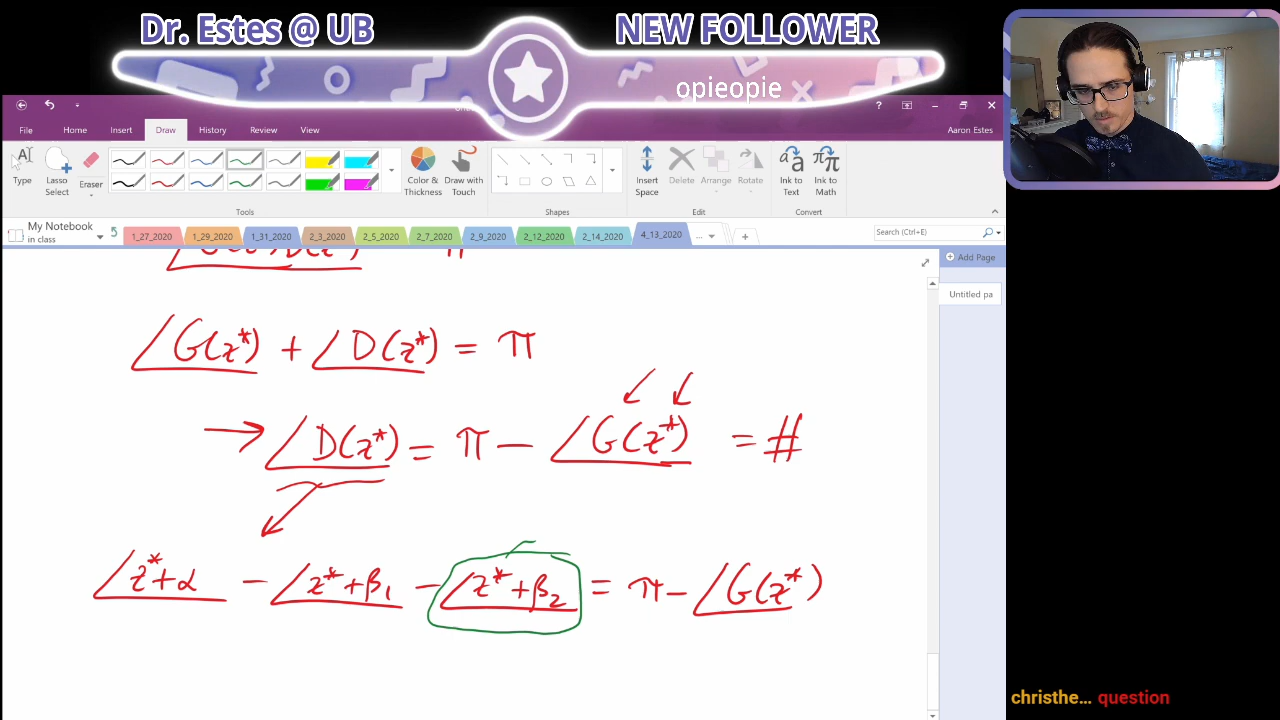 Dr. Estes @ UB
NEW FOLLOWER
opieopie
Aaron Estes
File Home Insert Draw History Review View
Type
Lasso Select
Eraser
Color & Thickness
Draw with Touch
Insert Space
Delete
Arrange
Rotate
Ink to Text
Ink to Math
Tools
Shapes
Edit
Convert
My Notebook
in class
1_27_2020 1_29_2020 1_31_2020 2_3_2020 2_5_2020 2_7_2020 2_9_2020 2_12_2020 2_14_2020 4_13_2020 ...
Search (Ctrl+E)
Add Page
Untitled pa
∠G(z*) + ∠D(z*) = π
→ ∠D(z*) = π − ∠G(z*) = #
∠z*+α − ∠z*+β₁ − ∠z*+β₂ = π − ∠G(z*)
christhe... question